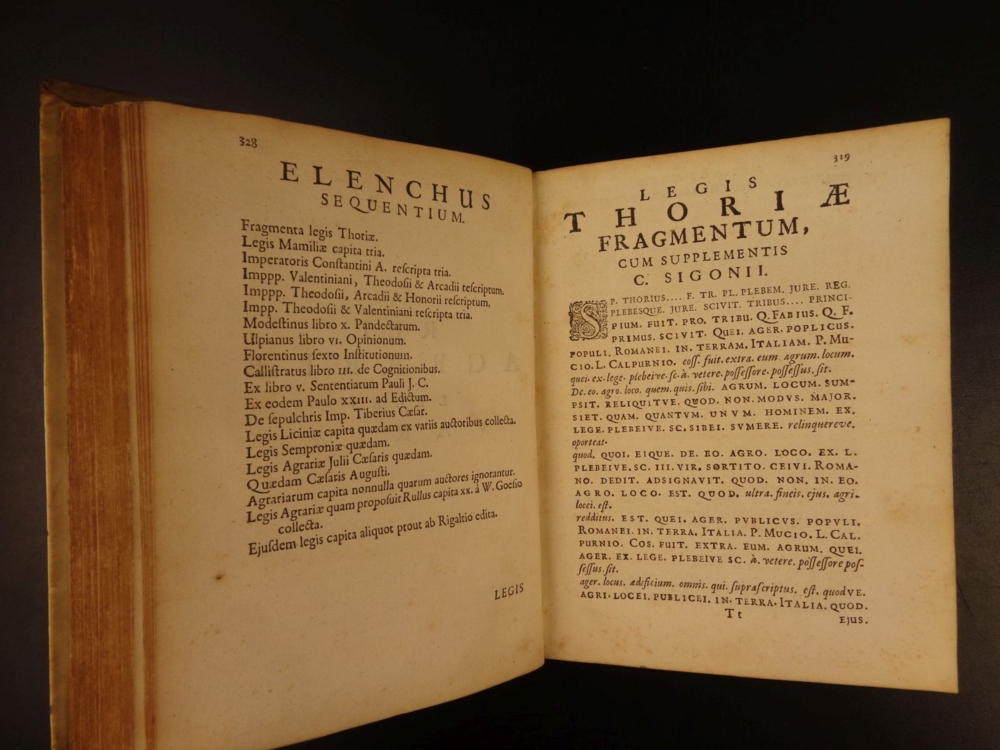 328
ELENCHUS
SEQUENTIUM.
Fragmenta legis Thoriæ.
Legis Mamiliæ capita tria.
Imperatoris Conſtantini A. reſcripta tria.
Imppp. Valentiniani, Theodoſii & Arcadii reſcriptum.
Imppp. Theodoſii, Arcadii & Honorii reſcriptum.
Impp. Theodoſii & Valentiniani reſcripta tria.
Modeſtinus libro x. Pandectarum.
Ulpianus libro vi. Opinionum.
Florentinus ſexto Inſtitutionum.
Calliſtratus libro III. de Cognitionibus.
Ex libro v. Sententiarum Pauli J. C.
Ex eodem Paulo XXIII. ad Edictum.
De ſepulchris Imp. Tiberius Cæſar.
Legis Liciniæ capita quædam ex variis auctoribus collecta.
Legis Semproniæ quædam.
Legis Agrariæ Julii Cæſaris quædam.
Quædam Cæſaris Auguſti.
Agrariarum capita nonnulla quarum auctores ignorantur.
Legis Agrariæ quam propoſuit Rullus capita xx. à W. Goeſio
collecta.
Ejuſdem legis capita aliquot prout ab Rigaltio edita.
LEGIS
319
LEGIS
THORIÆ
FRAGMENTUM,
CUM SUPPLEMENTIS
C. SIGONII.
SP. THORIUS.... F. TR. PL. PLEBEM. JURE. REG.
PLEBESQUE. JURE. SCIVIT. TRIBUS.... PRINCI-
PIUM. FUIT. PRO. TRIBU. Q. FABIUS. Q. F.
PRIMUS. SCIVIT. QUEI. AGER. POPLICUS.
POPULI. ROMANEI. IN. TERRAM. ITALIAM. P. MU-
CIO. L. CALPURNIO. coſſ. fuit. extra. eum. agrum. locum.
quei. ex. lege. plebeive. ſc. à. vetere. poſſeſſore. poſſeſſus. ſit.
De. eo. agro. loco. quem. quis. ſibi. AGRUM. LOCUM. SUM-
PSIT. RELIQUITVE. QUOD. NON. MODVS. MAJOR.
SIET. QUAM. QUANTVM. UNVM. HOMINEM. EX.
LEGE. PLEBEIVE. SC. SIBEI. SVMERE. relinquereve.
oporteat.
quod. QUOI. EIQUE. DE. EO. AGRO. LOCO. EX. L.
PLEBEIVE. SC. III. VIR. SORTITO. CEIVI. ROMA-
NO. DEDIT. ADSIGNAVIT. QUOD. NON. IN. EO.
AGRO. LOCO. EST. QUOD. ultra. fineis. ejus. agri.
locei. eſt.
redditus. EST. QUEI. AGER. PVBLICVS. POPVLI.
ROMANEI. IN. TERRA. ITALIA. P. MUCIO. L. CAL
PURNIO. COS. FUIT. EXTRA. EUM. AGRUM. QUEI.
AGER. EX. LEGE. PLEBEIVE SC. à. vetere. poſſeſſore poſ-
ſeſſus. ſit.
ager. locus. ædificium. omnis. qui. ſupraſcriptus. eſt. quodVE.
AGRI. LOCEI. PUBLICEI. IN. TERRA. ITALIA. QUOD.
Tt
EJUS.